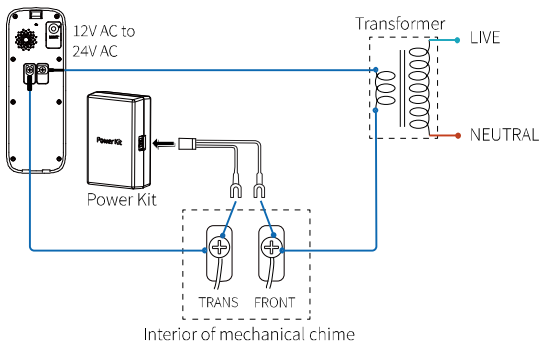 Transformer
12V AC to
24V AC
LIVE
Power Kit
NEUTRAL
Power Kit
TRANS
FRONT
Interior of mechanical chime